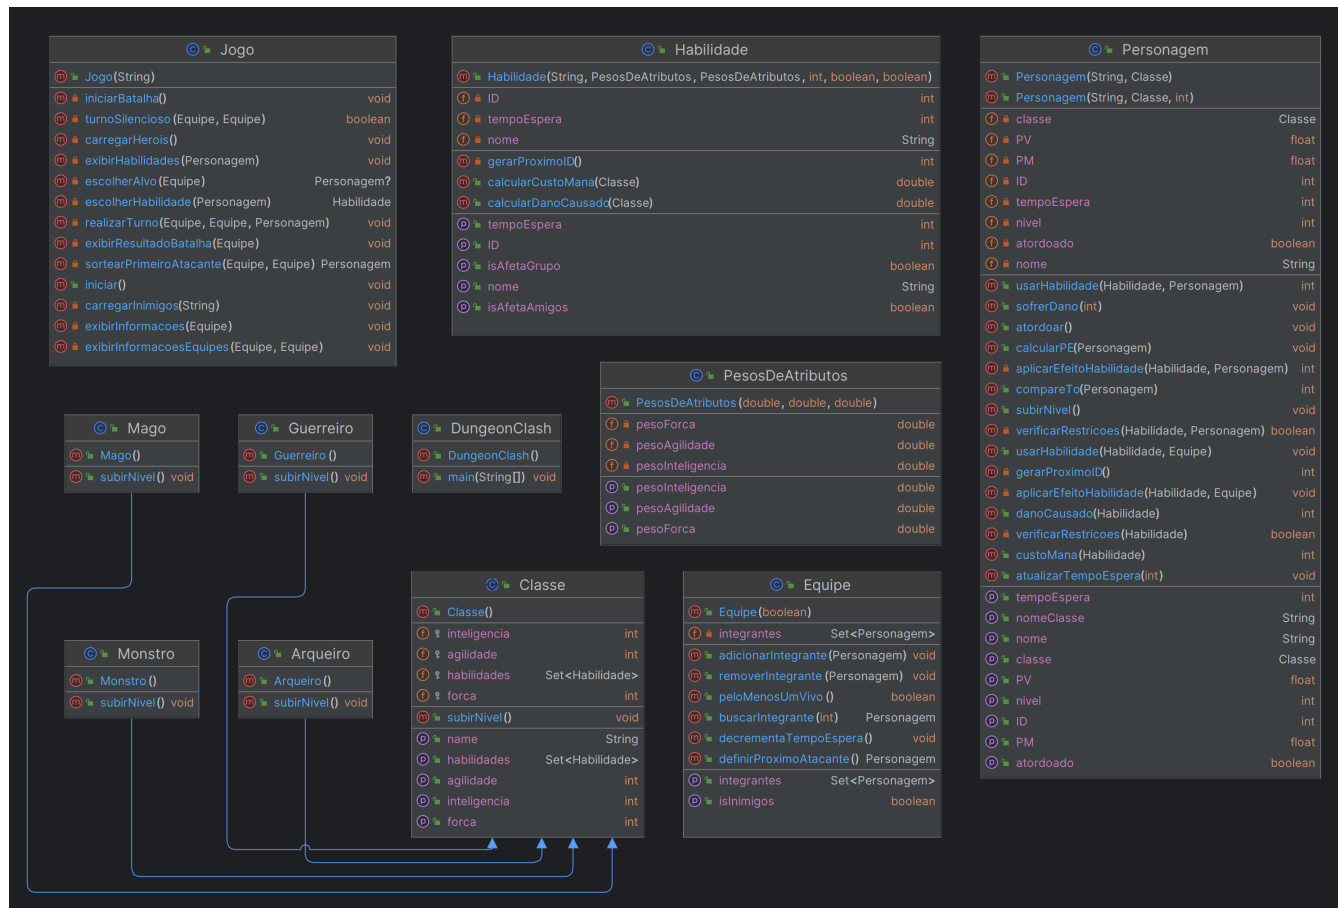 Jogo
Jogo(String)
iniciarBatalha() void
turnoSilencioso(Equipe, Equipe) boolean
carregarHerois() void
exibirHabilidades(Personagem) void
escolherAlvo(Equipe) Personagem?
escolherHabilidade(Personagem) Habilidade
realizarTurno(Equipe, Equipe, Personagem) void
exibirResultadoBatalha(Equipe) void
sortearPrimeiroAtacante(Equipe, Equipe) Personagem
iniciar() void
carregarInimigos(String) void
exibirInformacoes(Equipe) void
exibirInformacoesEquipes(Equipe, Equipe) void
Habilidade
Habilidade(String, PesosDeAtributos, PesosDeAtributos, int, boolean, boolean)
ID int
tempoEspera int
nome String
gerarProximoID() int
calcularCustoMana(Classe) double
calcularDanoCausado(Classe) double
tempoEspera int
ID int
isAfetaGrupo boolean
nome String
isAfetaAmigos boolean
Personagem
Personagem(String, Classe)
Personagem(String, Classe, int)
classe Classe
PV float
PM float
ID int
tempoEspera int
nivel int
atordoado boolean
nome String
usarHabilidade(Habilidade, Personagem) int
sofrerDano(int) void
atordoar() void
calcularPE(Personagem) void
aplicarEfeitoHabilidade(Habilidade, Personagem) int
compareTo(Personagem) int
subirNivel() void
verificarRestricoes(Habilidade, Personagem) boolean
usarHabilidade(Habilidade, Equipe) void
gerarProximoID() int
aplicarEfeitoHabilidade(Habilidade, Equipe) void
danoCausado(Habilidade) int
verificarRestricoes(Habilidade) boolean
custoMana(Habilidade) int
atualizarTempoEspera(int) void
tempoEspera int
nomeClasse String
nome String
classe Classe
PV float
nivel int
ID int
PM float
atordoado boolean
PesosDeAtributos
PesosDeAtributos(double, double, double)
pesoForca double
pesoAgilidade double
pesoInteligencia double
pesoInteligencia double
pesoAgilidade double
pesoForca double
Mago
Mago()
subirNivel() void
Guerreiro
Guerreiro()
subirNivel() void
DungeonClash
DungeonClash()
main(String[]) void
Monstro
Monstro()
subirNivel() void
Arqueiro
Arqueiro()
subirNivel() void
Classe
Classe()
inteligencia int
agilidade int
habilidades Set<Habilidade>
forca int
subirNivel() void
name String
habilidades Set<Habilidade>
agilidade int
inteligencia int
forca int
Equipe
Equipe(boolean)
integrantes Set<Personagem>
adicionarIntegrante(Personagem) void
removerIntegrante(Personagem) void
peloMenosUmVivo() boolean
buscarIntegrante(int) Personagem
decrementaTempoEspera() void
definirProximoAtacante() Personagem
integrantes Set<Personagem>
isInimigos boolean